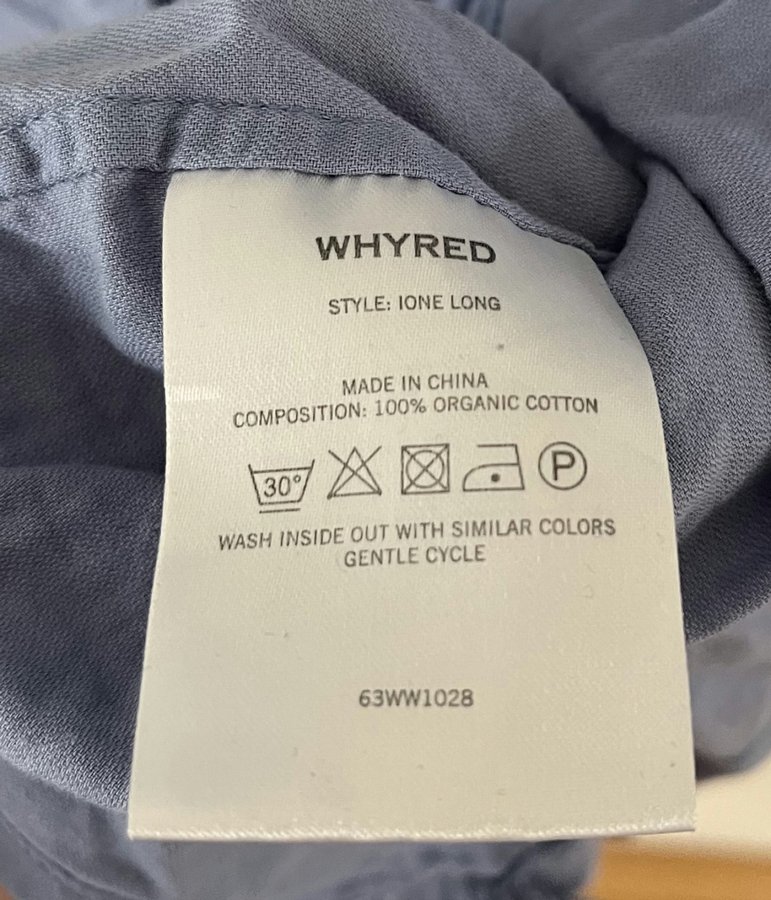 WHYRED
STYLE: IONE LONG
MADE IN CHINA
COMPOSITION: 100% ORGANIC COTTON
30° P
WASH INSIDE OUT WITH SIMILAR COLORS
GENTLE CYCLE
63WW1028